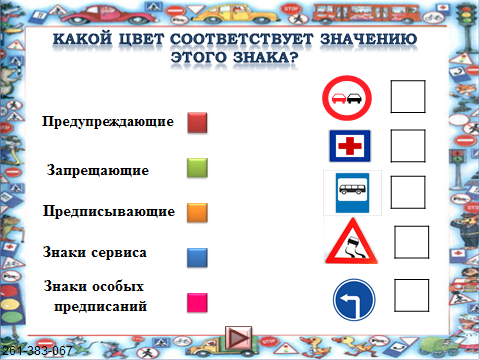 КАКОЙ ЦВЕТ СООТВЕТСТВУЕТ ЗНАЧЕНИЮ
ЭТОГО ЗНАКА?
Предупреждающие
Запрещающие
Предписывающие
Знаки сервиса
Знаки особых
предписаний
261-383-067